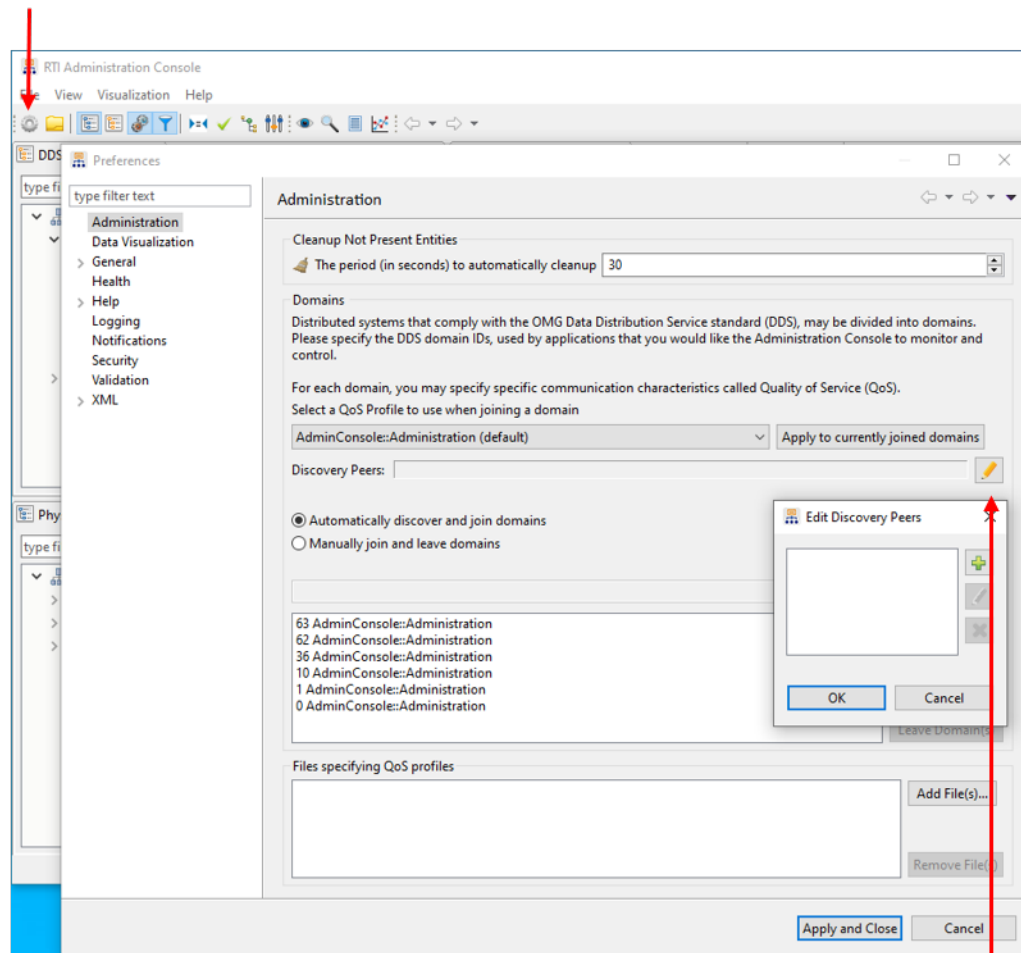 RTI Administration Console
View Visualization Help
DDS
type fi
Phy
type fi
Preferences
type filter text
Administration
Data Visualization
General
Health
Help
Logging
Notifications
Security
Validation
XML
Administration
Cleanup Not Present Entities
The period (in seconds) to automatically cleanup 30
Domains
Distributed systems that comply with the OMG Data Distribution Service standard (DDS), may be divided into domains.
Please specify the DDS domain IDs, used by applications that you would like the Administration Console to monitor and
control.
For each domain, you may specify specific communication characteristics called Quality of Service (QoS).
Select a QoS Profile to use when joining a domain
AdminConsole::Administration (default) Apply to currently joined domains
Discovery Peers:
Automatically discover and join domains
Manually join and leave domains
63 AdminConsole::Administration
62 AdminConsole::Administration
36 AdminConsole::Administration
10 AdminConsole::Administration
1 AdminConsole::Administration
0 AdminConsole::Administration
Edit Discovery Peers
OK Cancel
Leave Domain(s)
Files specifying QoS profiles
Add File(s)...
Remove File(s)
Apply and Close Cancel